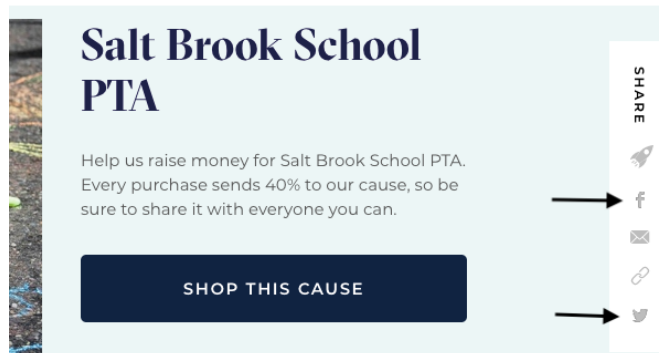 Salt Brook School
PTA
Help us raise money for Salt Brook School PTA.
Every purchase sends 40% to our cause, so be
sure to share it with everyone you can.
SHOP THIS CAUSE
SHARE